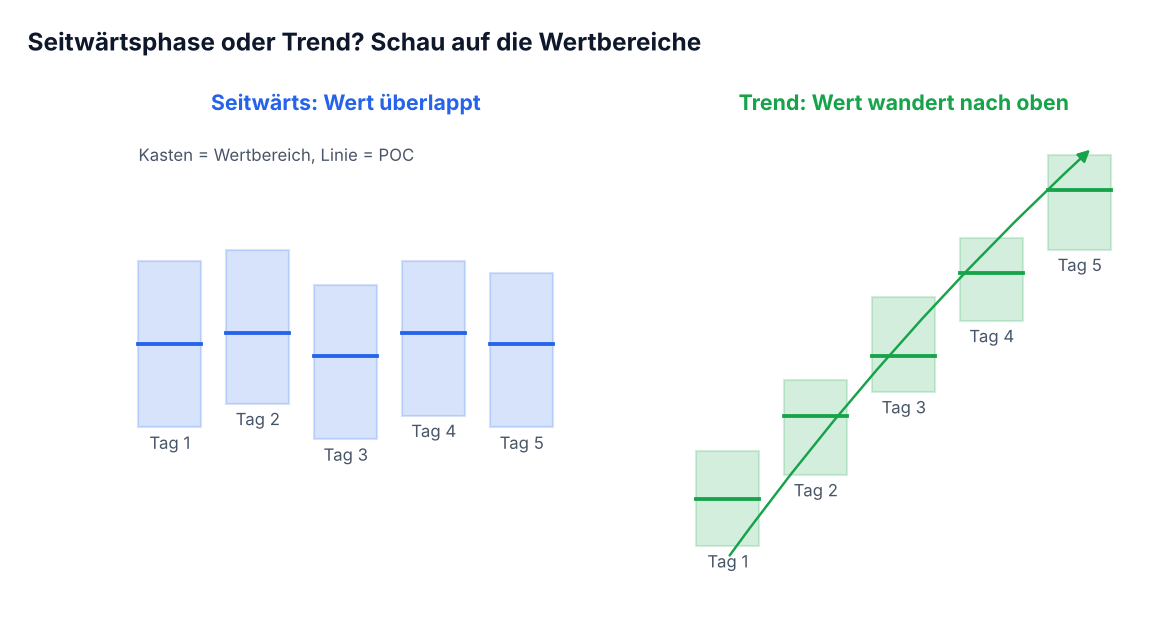 Seitwärtsphase oder Trend? Schau auf die Wertbereiche
Seitwärts: Wert überlappt
Kasten = Wertbereich, Linie = POC
Tag 1
Tag 2
Tag 3
Tag 4
Tag 5
Trend: Wert wandert nach oben
Tag 1
Tag 2
Tag 3
Tag 4
Tag 5